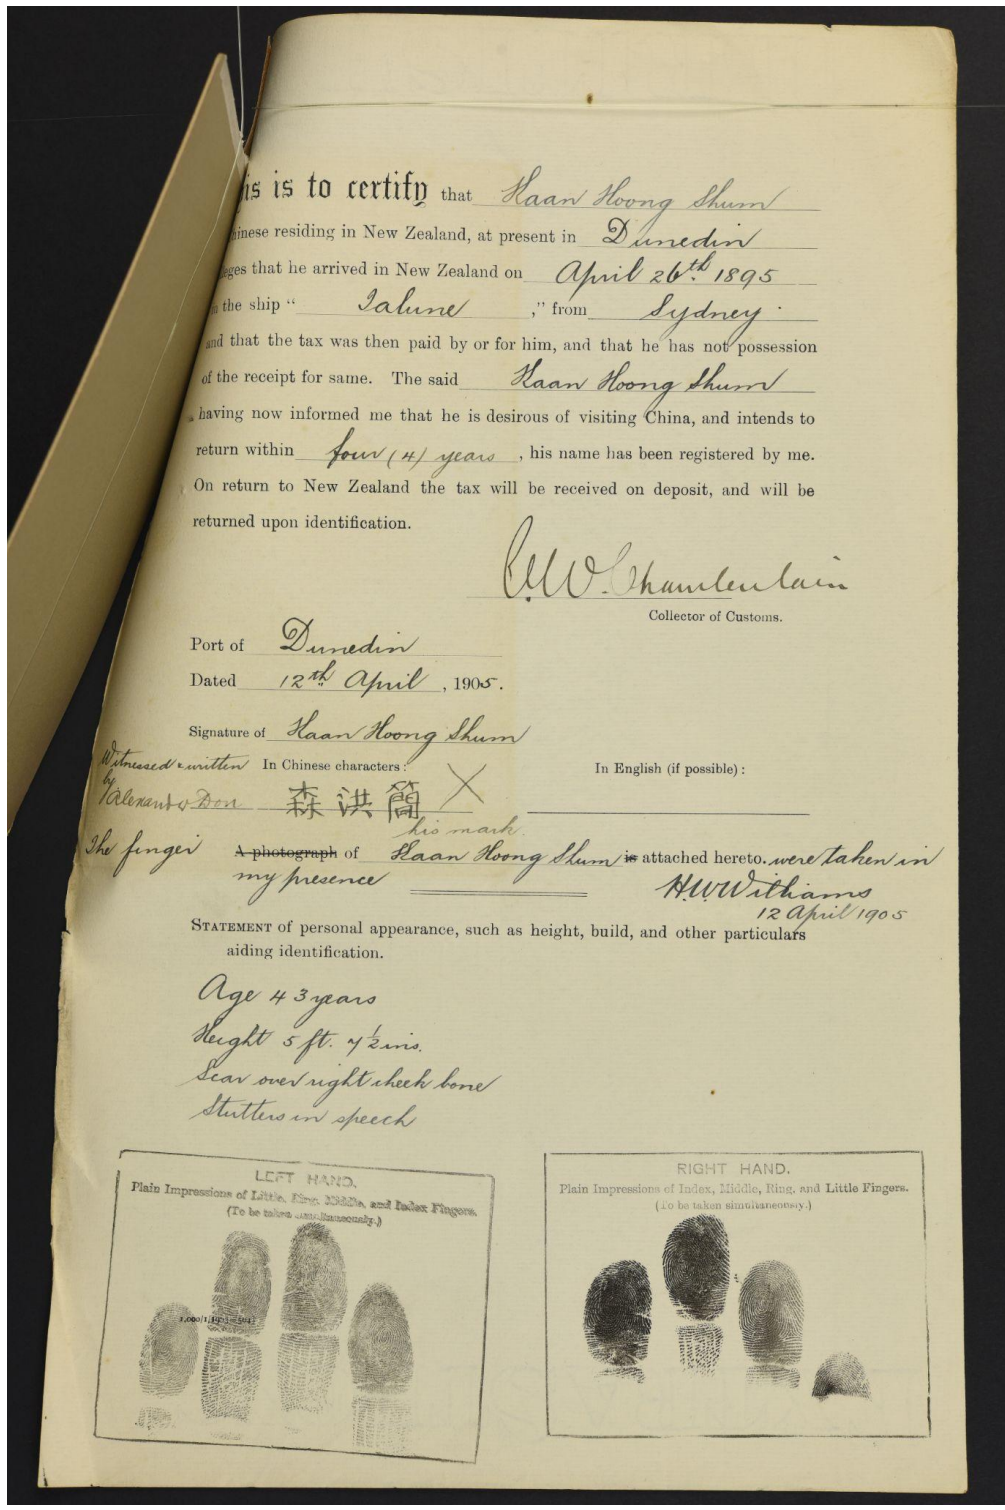 is is to certify that Haan Hoong Shum
hinese residing in New Zealand, at present in Dunedin
eges that he arrived in New Zealand on April 26th. 1895
n the ship " Talune ," from Sydney
and that the tax was then paid by or for him, and that he has not possession
of the receipt for same. The said Haan Hoong Shum
having now informed me that he is desirous of visiting China, and intends to
return within four (4) years , his name has been registered by me.
On return to New Zealand the tax will be received on deposit, and will be
returned upon identification.
C.W. Chamberlain
Collector of Customs.
Port of Dunedin
Dated 12th. April , 1905.
Signature of Haan Hoong Shum
Witnessed & written
by
Alexander Don
In Chinese characters: 森洪簡 X
his mark.
In English (if possible):
The finger A photograph of Haan Hoong Shum is attached hereto. were taken in
my presence
H.W. Williams
12 April 1905
STATEMENT of personal appearance, such as height, build, and other particulars
aiding identification.
Age 43 years
Height 5 ft. 7 1/2 ins.
Scar over right cheek bone
Stutters in speech
LEFT HAND.
Plain Impressions of Little, Ring, Middle, and Index Fingers.
(To be taken simultaneously.)
RIGHT HAND.
Plain Impressions of Index, Middle, Ring, and Little Fingers.
(To be taken simultaneously.)